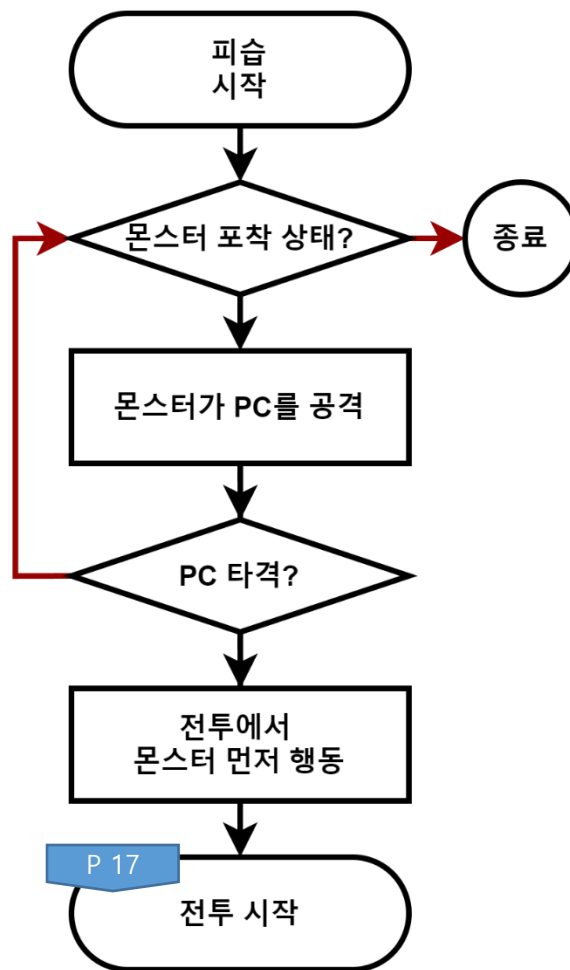 피습
시작
몬스터 포착 상태?
종료
몬스터가 PC를 공격
PC 타격?
전투에서
몬스터 먼저 행동
P 17
전투 시작